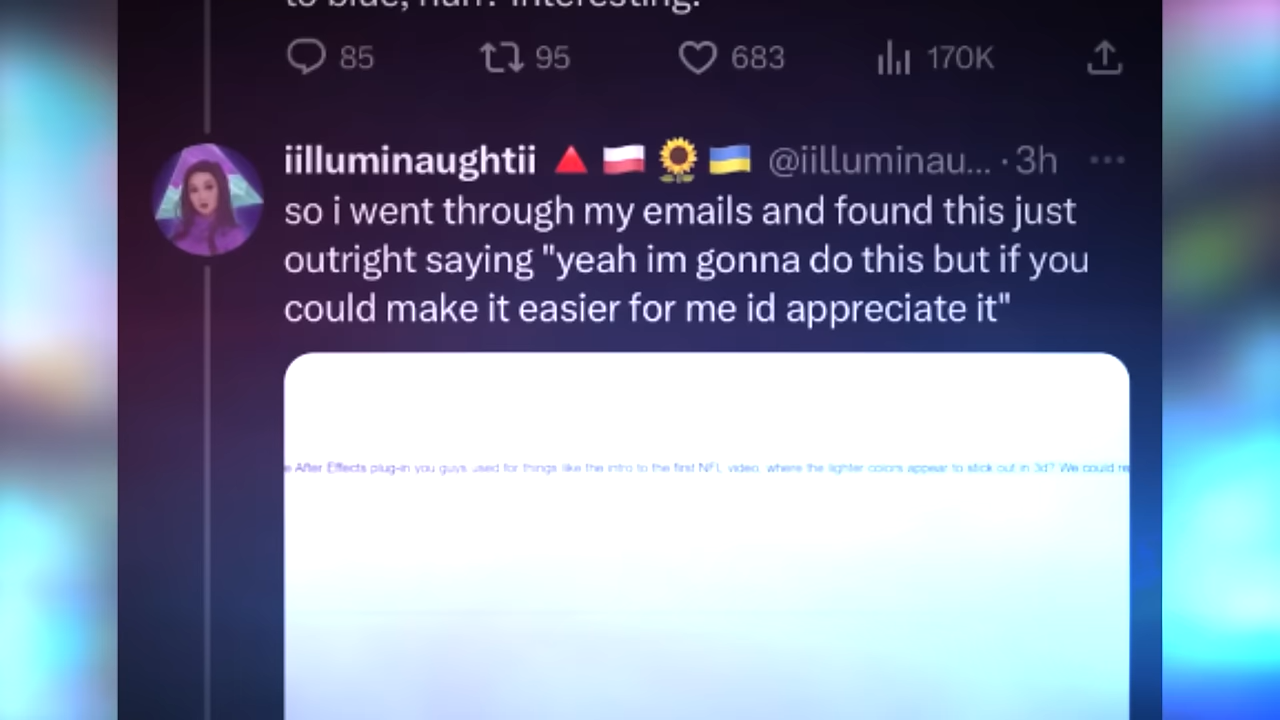 to blue, huh? Interesting.
85 95 683 170K
iilluminaughtii 🔺 🇵🇱 🌻 🇺🇦 @iilluminau... · 3h ···
so i went through my emails and found this just
outright saying "yeah im gonna do this but if you
could make it easier for me id appreciate it"
e After Effects plug-in you guys used for things like the intro to the first NFL video, where the lighter colors appear to stick out in 3d? We could re